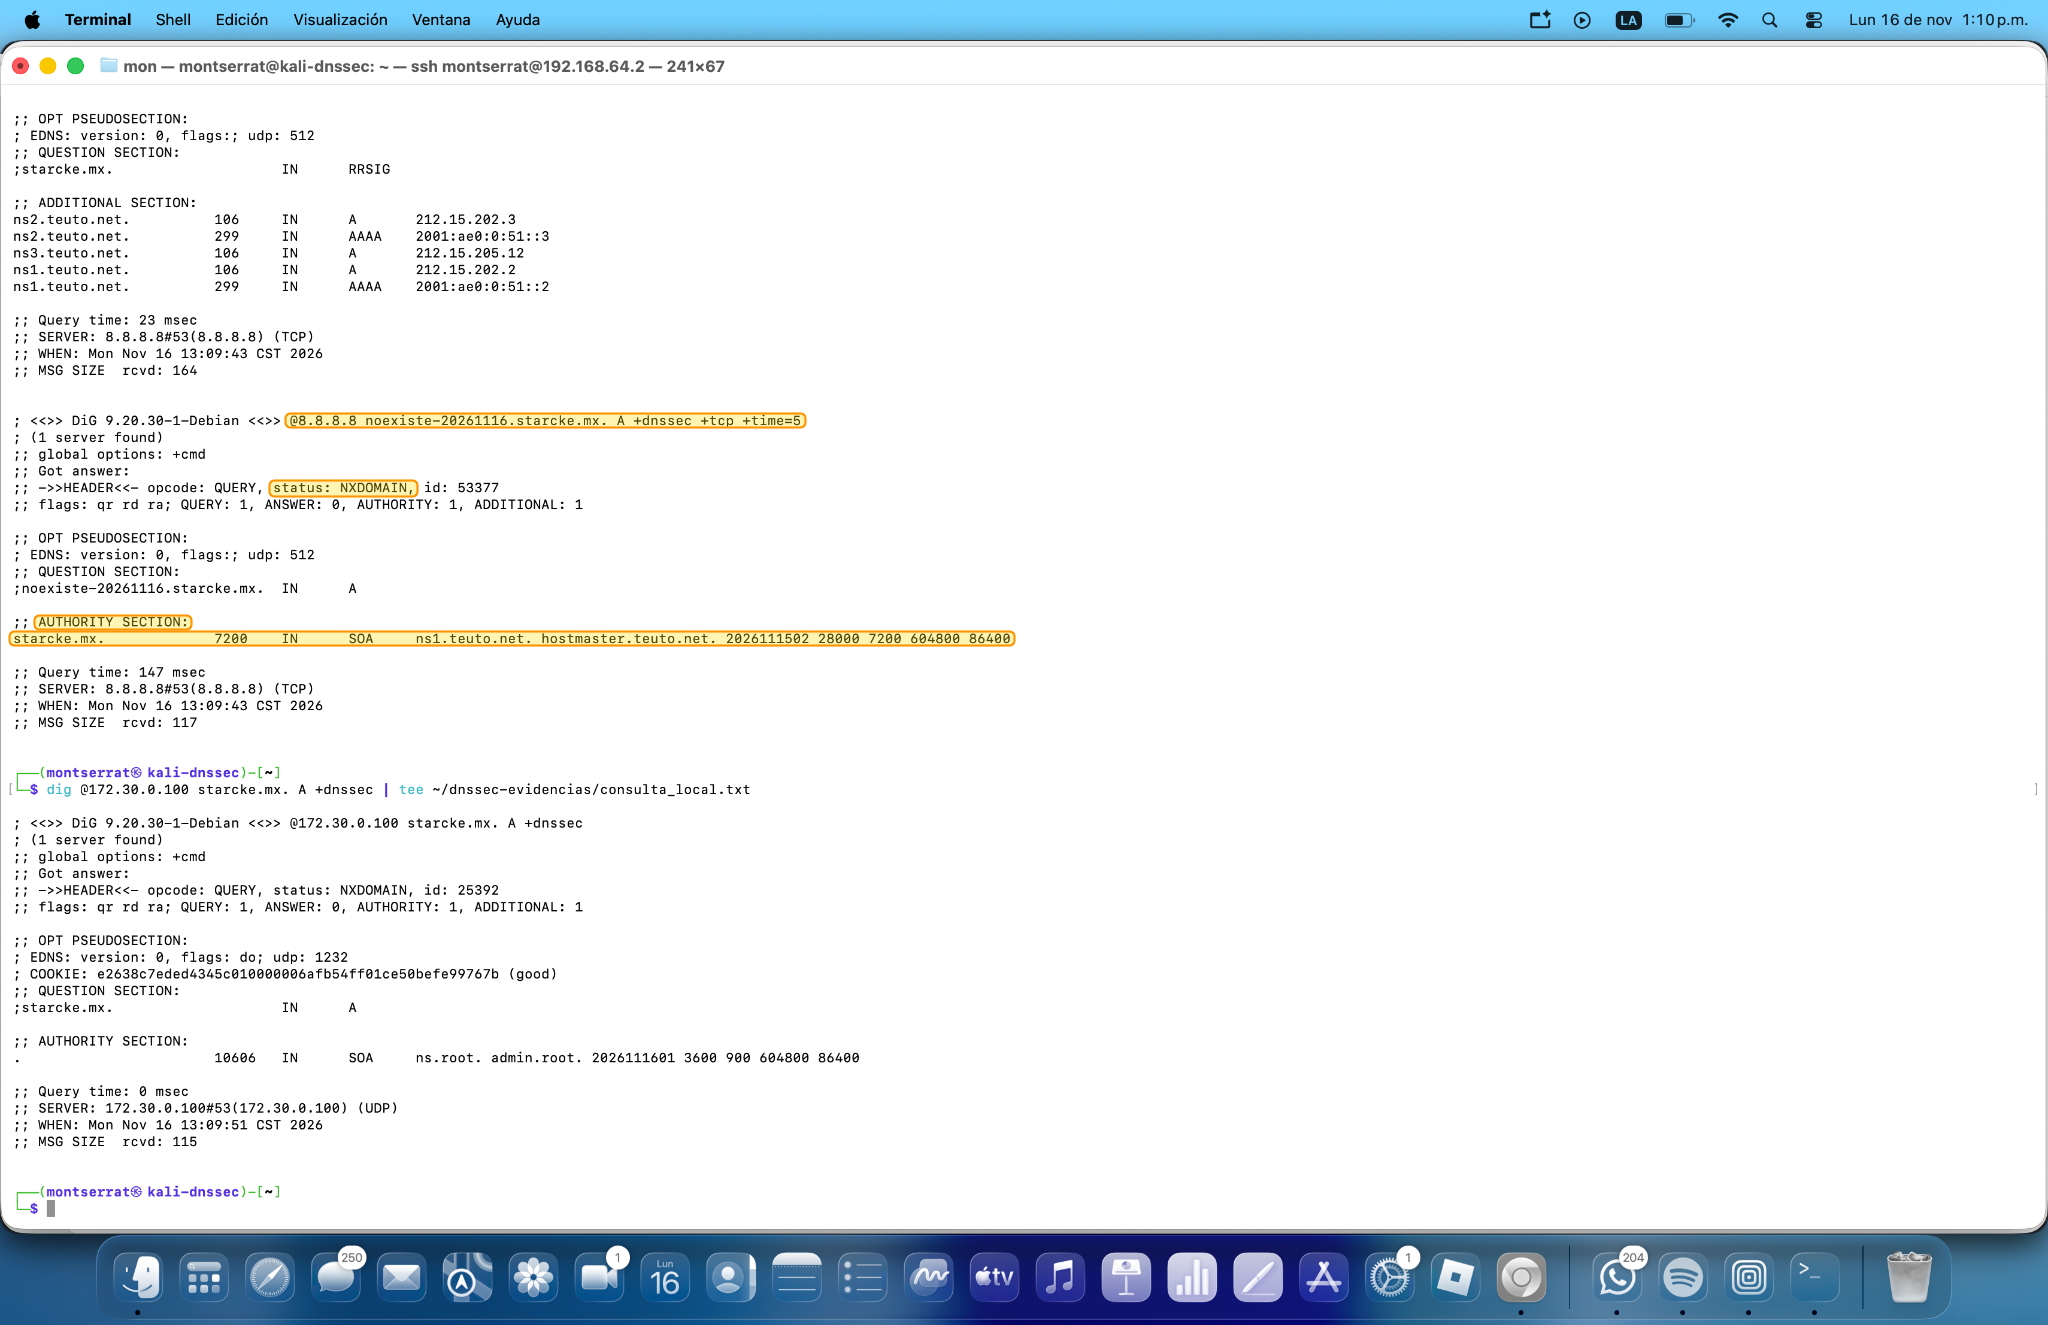 Terminal Shell Edición Visualización Ventana Ayuda LA Lun 16 de nov 1:10 p.m.
mon — montserrat@kali-dnssec: ~ — ssh montserrat@192.168.64.2 — 241×67
;; OPT PSEUDOSECTION:
; EDNS: version: 0, flags:; udp: 512
;; QUESTION SECTION:
;starcke.mx. IN RRSIG
;; ADDITIONAL SECTION:
ns2.teuto.net. 106 IN A 212.15.202.3
ns2.teuto.net. 299 IN AAAA 2001:ae0:0:51::3
ns3.teuto.net. 106 IN A 212.15.205.12
ns1.teuto.net. 106 IN A 212.15.202.2
ns1.teuto.net. 299 IN AAAA 2001:ae0:0:51::2
;; Query time: 23 msec
;; SERVER: 8.8.8.8#53(8.8.8.8) (TCP)
;; WHEN: Mon Nov 16 13:09:43 CST 2026
;; MSG SIZE rcvd: 164
; <<>> DiG 9.20.30-1-Debian <<>> @8.8.8.8 noexiste-20261116.starcke.mx. A +dnssec +tcp +time=5
; (1 server found)
;; global options: +cmd
;; Got answer:
;; ->>HEADER<<- opcode: QUERY, status: NXDOMAIN, id: 53377
;; flags: qr rd ra; QUERY: 1, ANSWER: 0, AUTHORITY: 1, ADDITIONAL: 1
;; OPT PSEUDOSECTION:
; EDNS: version: 0, flags:; udp: 512
;; QUESTION SECTION:
;noexiste-20261116.starcke.mx. IN A
;; AUTHORITY SECTION:
starcke.mx. 7200 IN SOA ns1.teuto.net. hostmaster.teuto.net. 2026111502 28000 7200 604800 86400
;; Query time: 147 msec
;; SERVER: 8.8.8.8#53(8.8.8.8) (TCP)
;; WHEN: Mon Nov 16 13:09:43 CST 2026
;; MSG SIZE rcvd: 117
┌──(montserrat㉿kali-dnssec)-[~]
[└─$ dig @172.30.0.100 starcke.mx. A +dnssec | tee ~/dnssec-evidencias/consulta_local.txt ]
; <<>> DiG 9.20.30-1-Debian <<>> @172.30.0.100 starcke.mx. A +dnssec
; (1 server found)
;; global options: +cmd
;; Got answer:
;; ->>HEADER<<- opcode: QUERY, status: NXDOMAIN, id: 25392
;; flags: qr rd ra; QUERY: 1, ANSWER: 0, AUTHORITY: 1, ADDITIONAL: 1
;; OPT PSEUDOSECTION:
; EDNS: version: 0, flags: do; udp: 1232
; COOKIE: e2638c7eded4345c010000006afb54ff01ce50befe99767b (good)
;; QUESTION SECTION:
;starcke.mx. IN A
;; AUTHORITY SECTION:
. 10606 IN SOA ns.root. admin.root. 2026111601 3600 900 604800 86400
;; Query time: 0 msec
;; SERVER: 172.30.0.100#53(172.30.0.100) (UDP)
;; WHEN: Mon Nov 16 13:09:51 CST 2026
;; MSG SIZE rcvd: 115
┌──(montserrat㉿kali-dnssec)-[~]
└─$
250 1 Lun 16 tv 1 204 >_